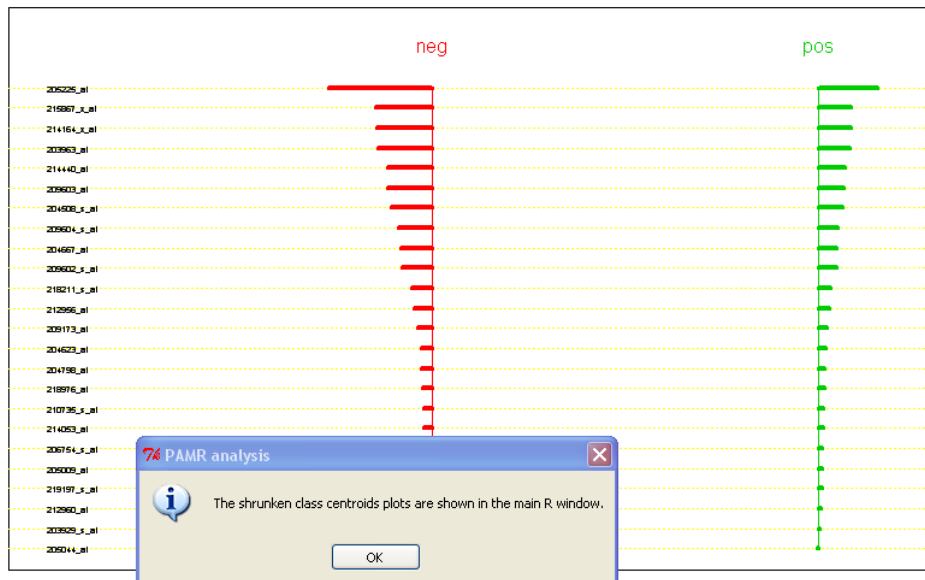 neg pos
205225_at
215867_x_at
214164_x_at
203963_at
214440_at
209603_at
204508_s_at
209604_s_at
204667_at
209602_s_at
218211_s_at
212956_at
209173_at
204623_at
204798_at
218976_at
210735_s_at
214053_at
206754_s_at
205009_at
219197_s_at
212960_at
203929_s_at
205044_at
PAMR analysis
The shrunken class centroids plots are shown in the main R window.
OK